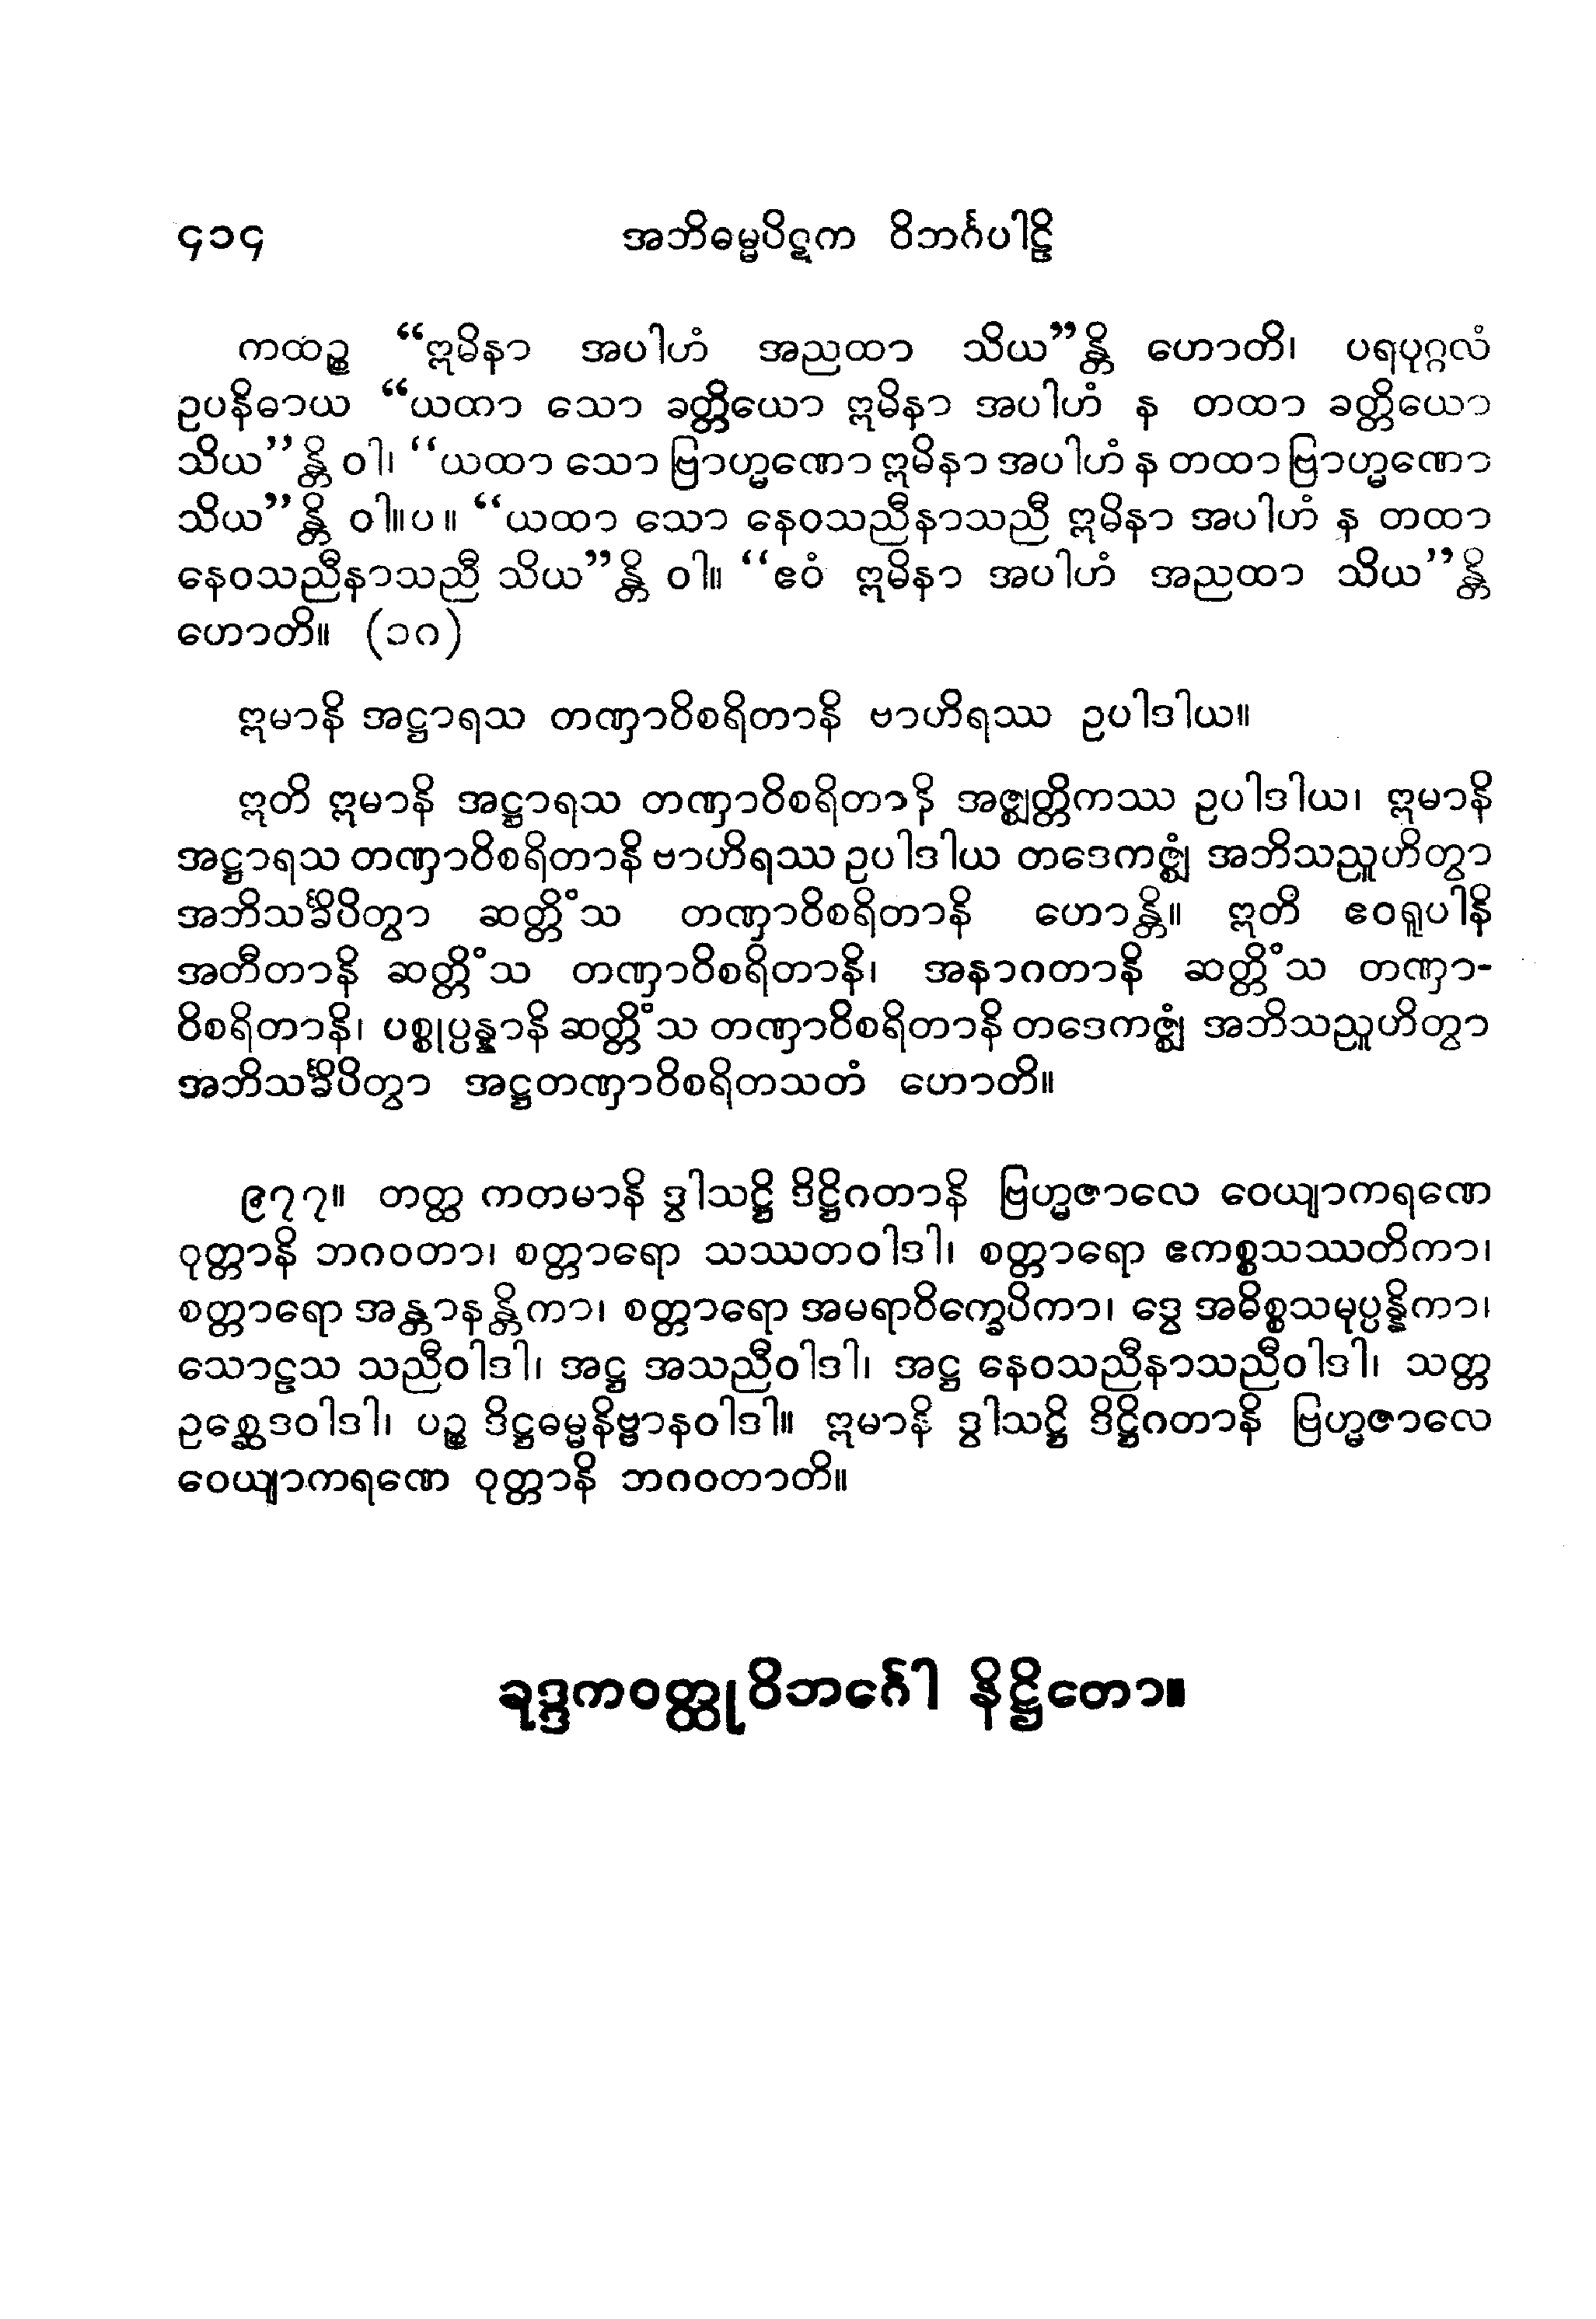 ၄၁၄ အဘိဓမ္မပိဋက ဝိဘင်္ဂပါဠိ
ကထဉ္စ “ဣမိနာ အပါဟံ အညထာ သိယ”န္တိ ဟောတိ၊ ပရပုဂ္ဂလံ
ဥပနိဓာယ “ယထာ သော ခတ္တိယော ဣမိနာ အပါဟံ န တထာ ခတ္တိယော
သိယ”န္တိ ဝါ၊ “ယထာ သော ဗြာဟ္မဏော ဣမိနာ အပါဟံ န တထာ ဗြာဟ္မဏော
သိယ”န္တိ ဝါ။ပ။ “ယထာ သော နေဝသညီနာသညီ ဣမိနာ အပါဟံ န တထာ
နေဝသညီနာသညီ သိယ”န္တိ ဝါ။ “ဧဝံ ဣမိနာ အပါဟံ အညထာ သိယ”န္တိ
ဟောတိ။ (၁၈)
ဣမာနိ အဋ္ဌာရသ တဏှာဝိစရိတာနိ ဗာဟိရဿ ဥပါဒါယ။
ဣတိ ဣမာနိ အဋ္ဌာရသ တဏှာဝိစရိတာနိ အဇ္ဈတ္တိကဿ ဥပါဒါယ၊ ဣမာနိ
အဋ္ဌာရသ တဏှာဝိစရိတာနိ ဗာဟိရဿ ဥပါဒါယ တဒေကဇ္ဈံ အဘိသညူဟိတွာ
အဘိသင်္ခိပိတွာ ဆတ္တိံသ တဏှာဝိစရိတာနိ ဟောန္တိ။ ဣတိ ဧဝရူပါနိ
အတီတာနိ ဆတ္တိံသ တဏှာဝိစရိတာနိ၊ အနာဂတာနိ ဆတ္တိံသ တဏှာ-
ဝိစရိတာနိ၊ ပစ္စုပ္ပန္နာနိ ဆတ္တိံသ တဏှာဝိစရိတာနိ တဒေကဇ္ဈံ အဘိသညူဟိတွာ
အဘိသင်္ခိပိတွာ အဋ္ဌတဏှာဝိစရိတသတံ ဟောတိ။
၉၇၇။ တတ္ထ ကတမာနိ ဒွါသဋ္ဌိ ဒိဋ္ဌိဂတာနိ ဗြဟ္မဇာလေ ဝေယျာကရဏေ
ဝုတ္တာနိ ဘဂဝတာ၊ စတ္တာရော သဿတဝါဒါ၊ စတ္တာရော ဧကစ္စသဿတိကာ၊
စတ္တာရော အန္တာနန္တိကာ၊ စတ္တာရော အမရာဝိက္ခေပိကာ၊ ဒွေ အဓိစ္စသမုပ္ပန္နိကာ၊
သောဠသ သညီဝါဒါ၊ အဋ္ဌ အသညီဝါဒါ၊ အဋ္ဌ နေဝသညီနာသညီဝါဒါ၊ သတ္တ
ဥစ္ဆေဒဝါဒါ၊ ပဉ္စ ဒိဋ္ဌဓမ္မနိဗ္ဗာနဝါဒါ။ ဣမာနိ ဒွါသဋ္ဌိ ဒိဋ္ဌိဂတာနိ ဗြဟ္မဇာလေ
ဝေယျာကရဏေ ဝုတ္တာနိ ဘဂဝတာတိ။
ခုဒ္ဒကဝတ္ထုဝိဘင်္ဂေါ နိဋ္ဌိတော။